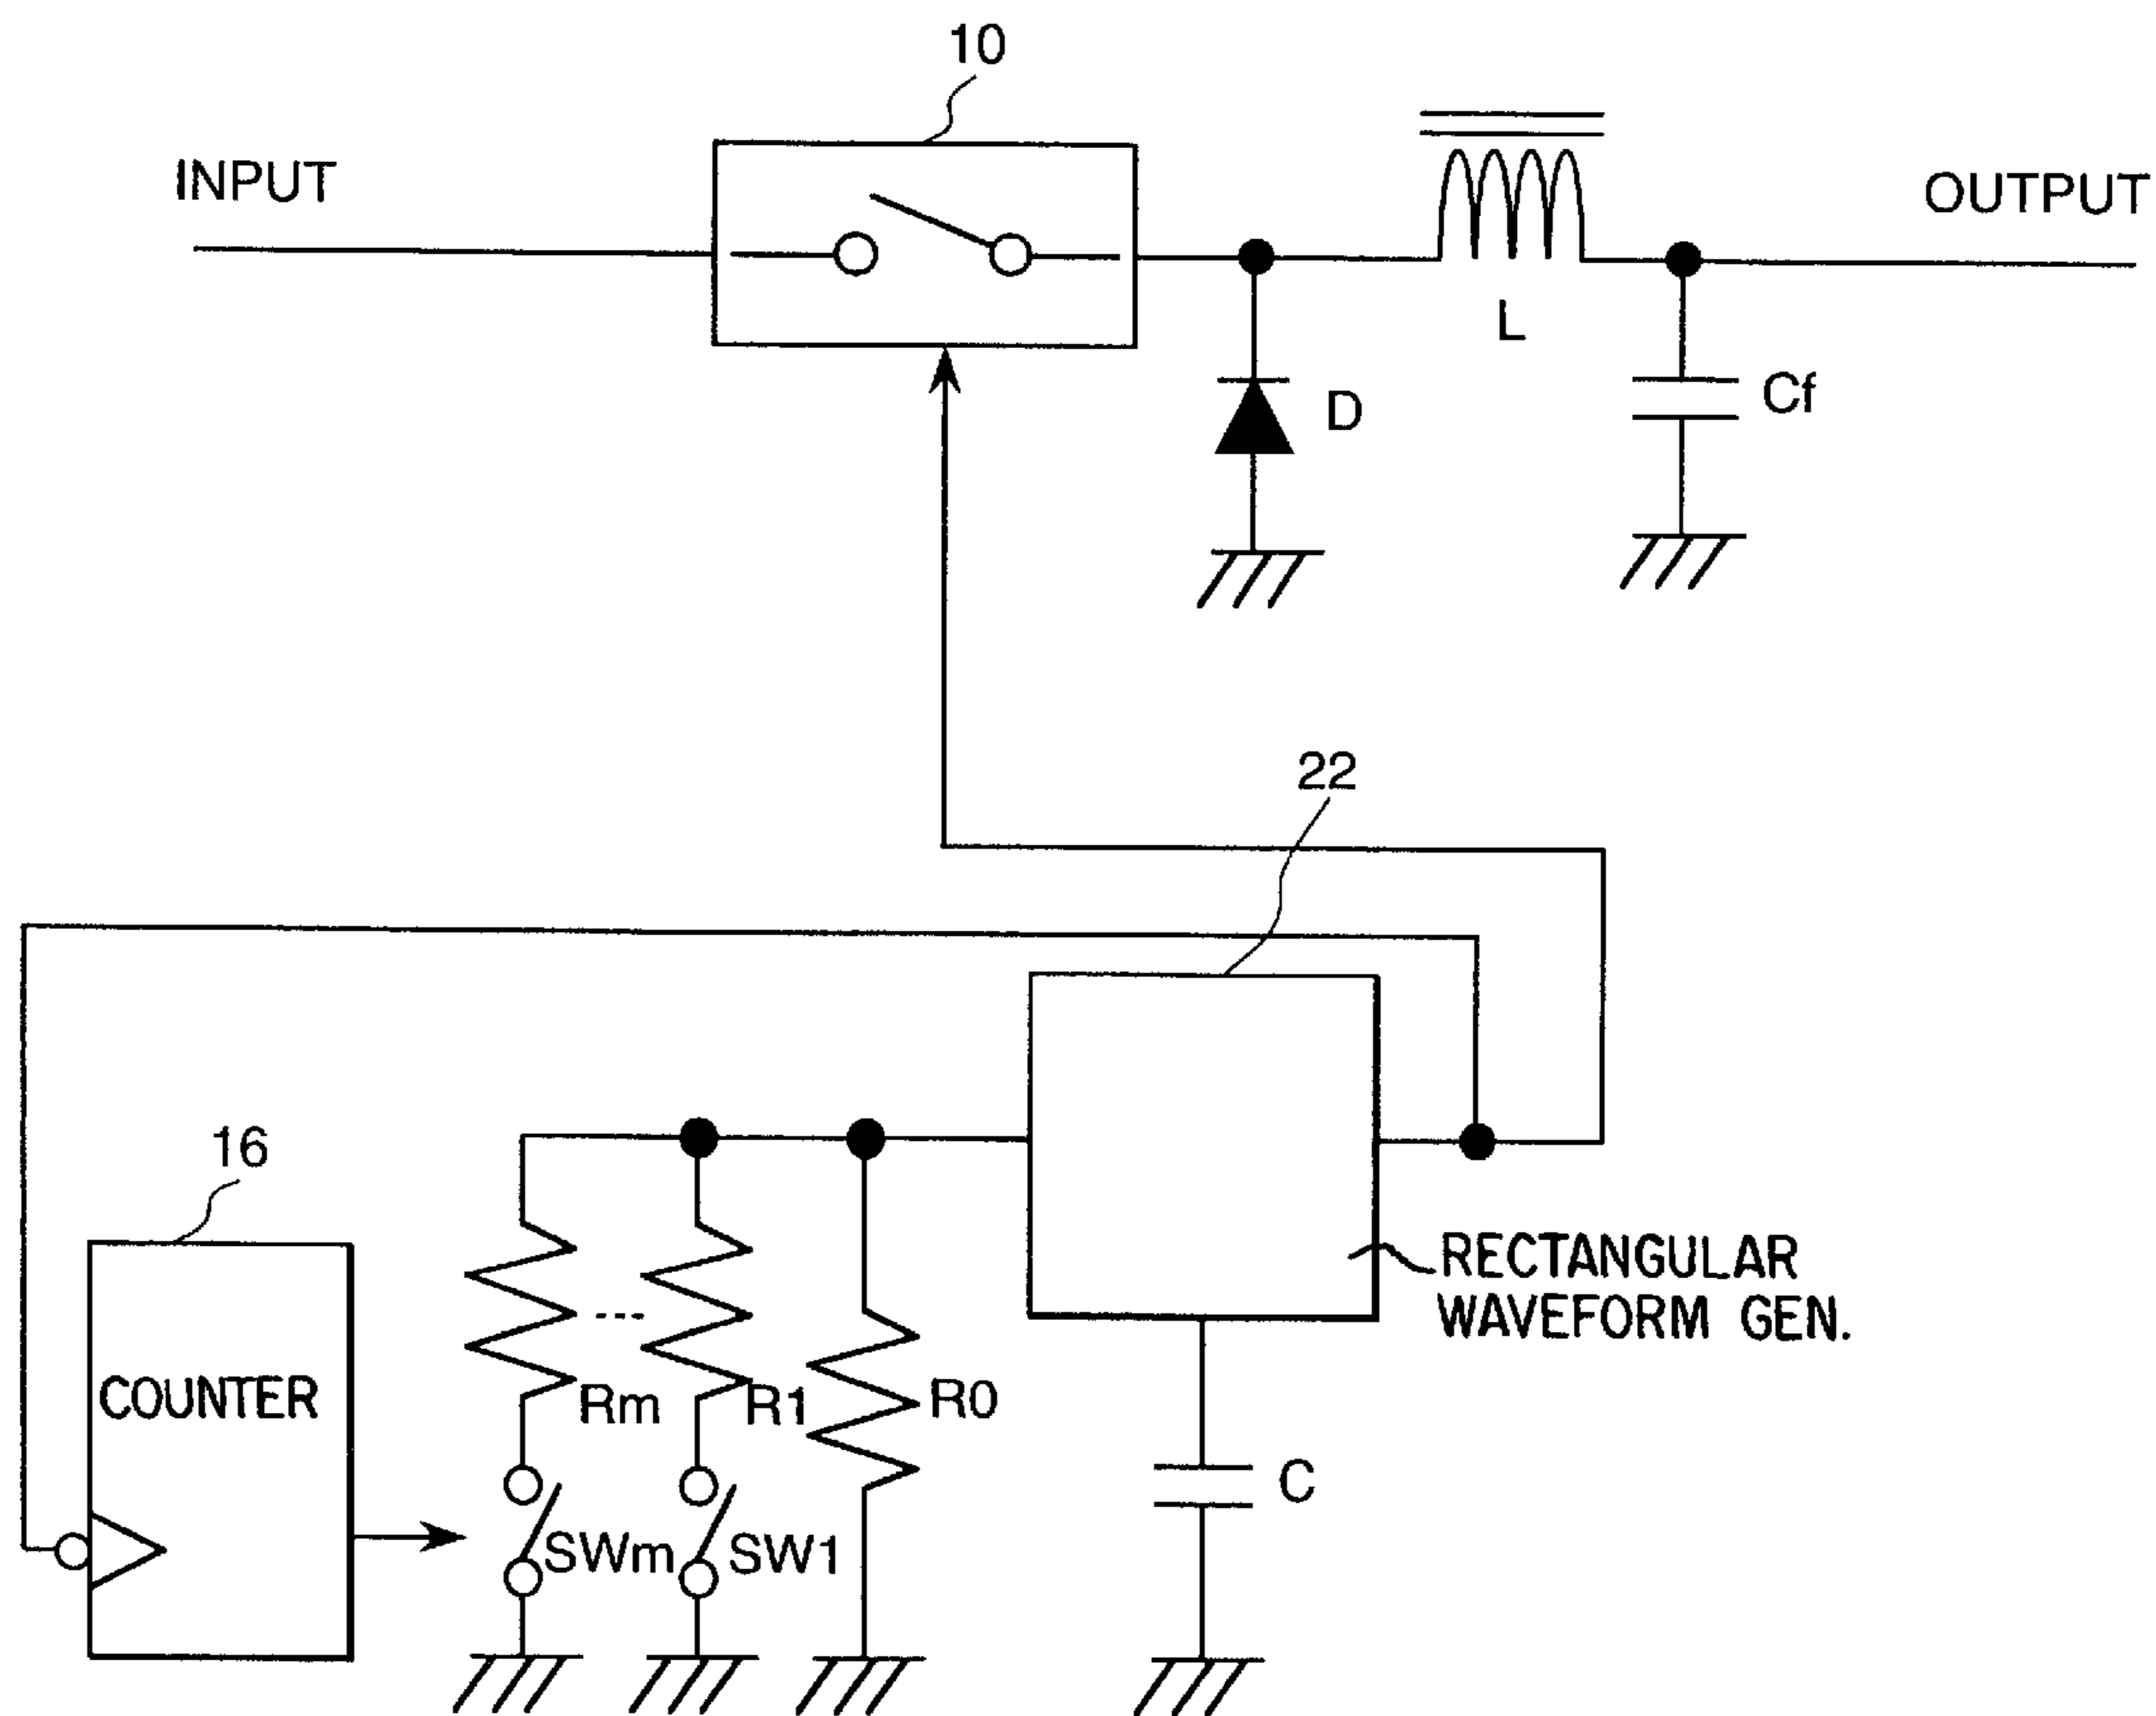 10
INPUT
OUTPUT
L
D
Cf
22
16
RECTANGULAR
WAVEFORM GEN.
COUNTER
Rm
R1
R0
C
SWm
SW1